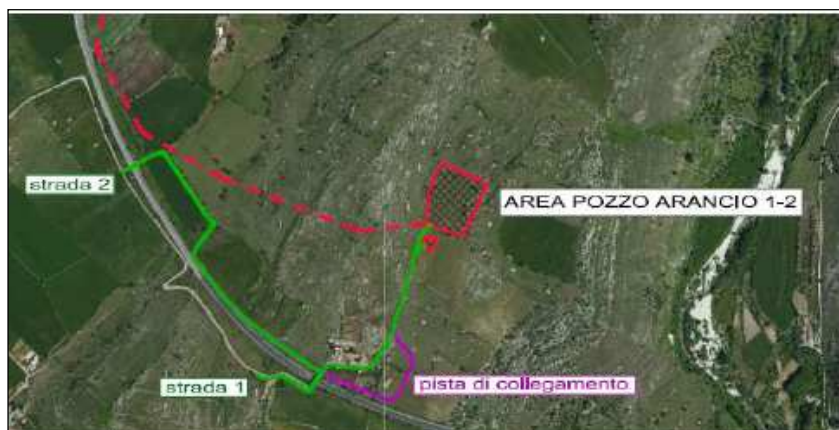 strada 2
AREA POZZO ARANCIO 1-2
strada 1
pista di collegamento